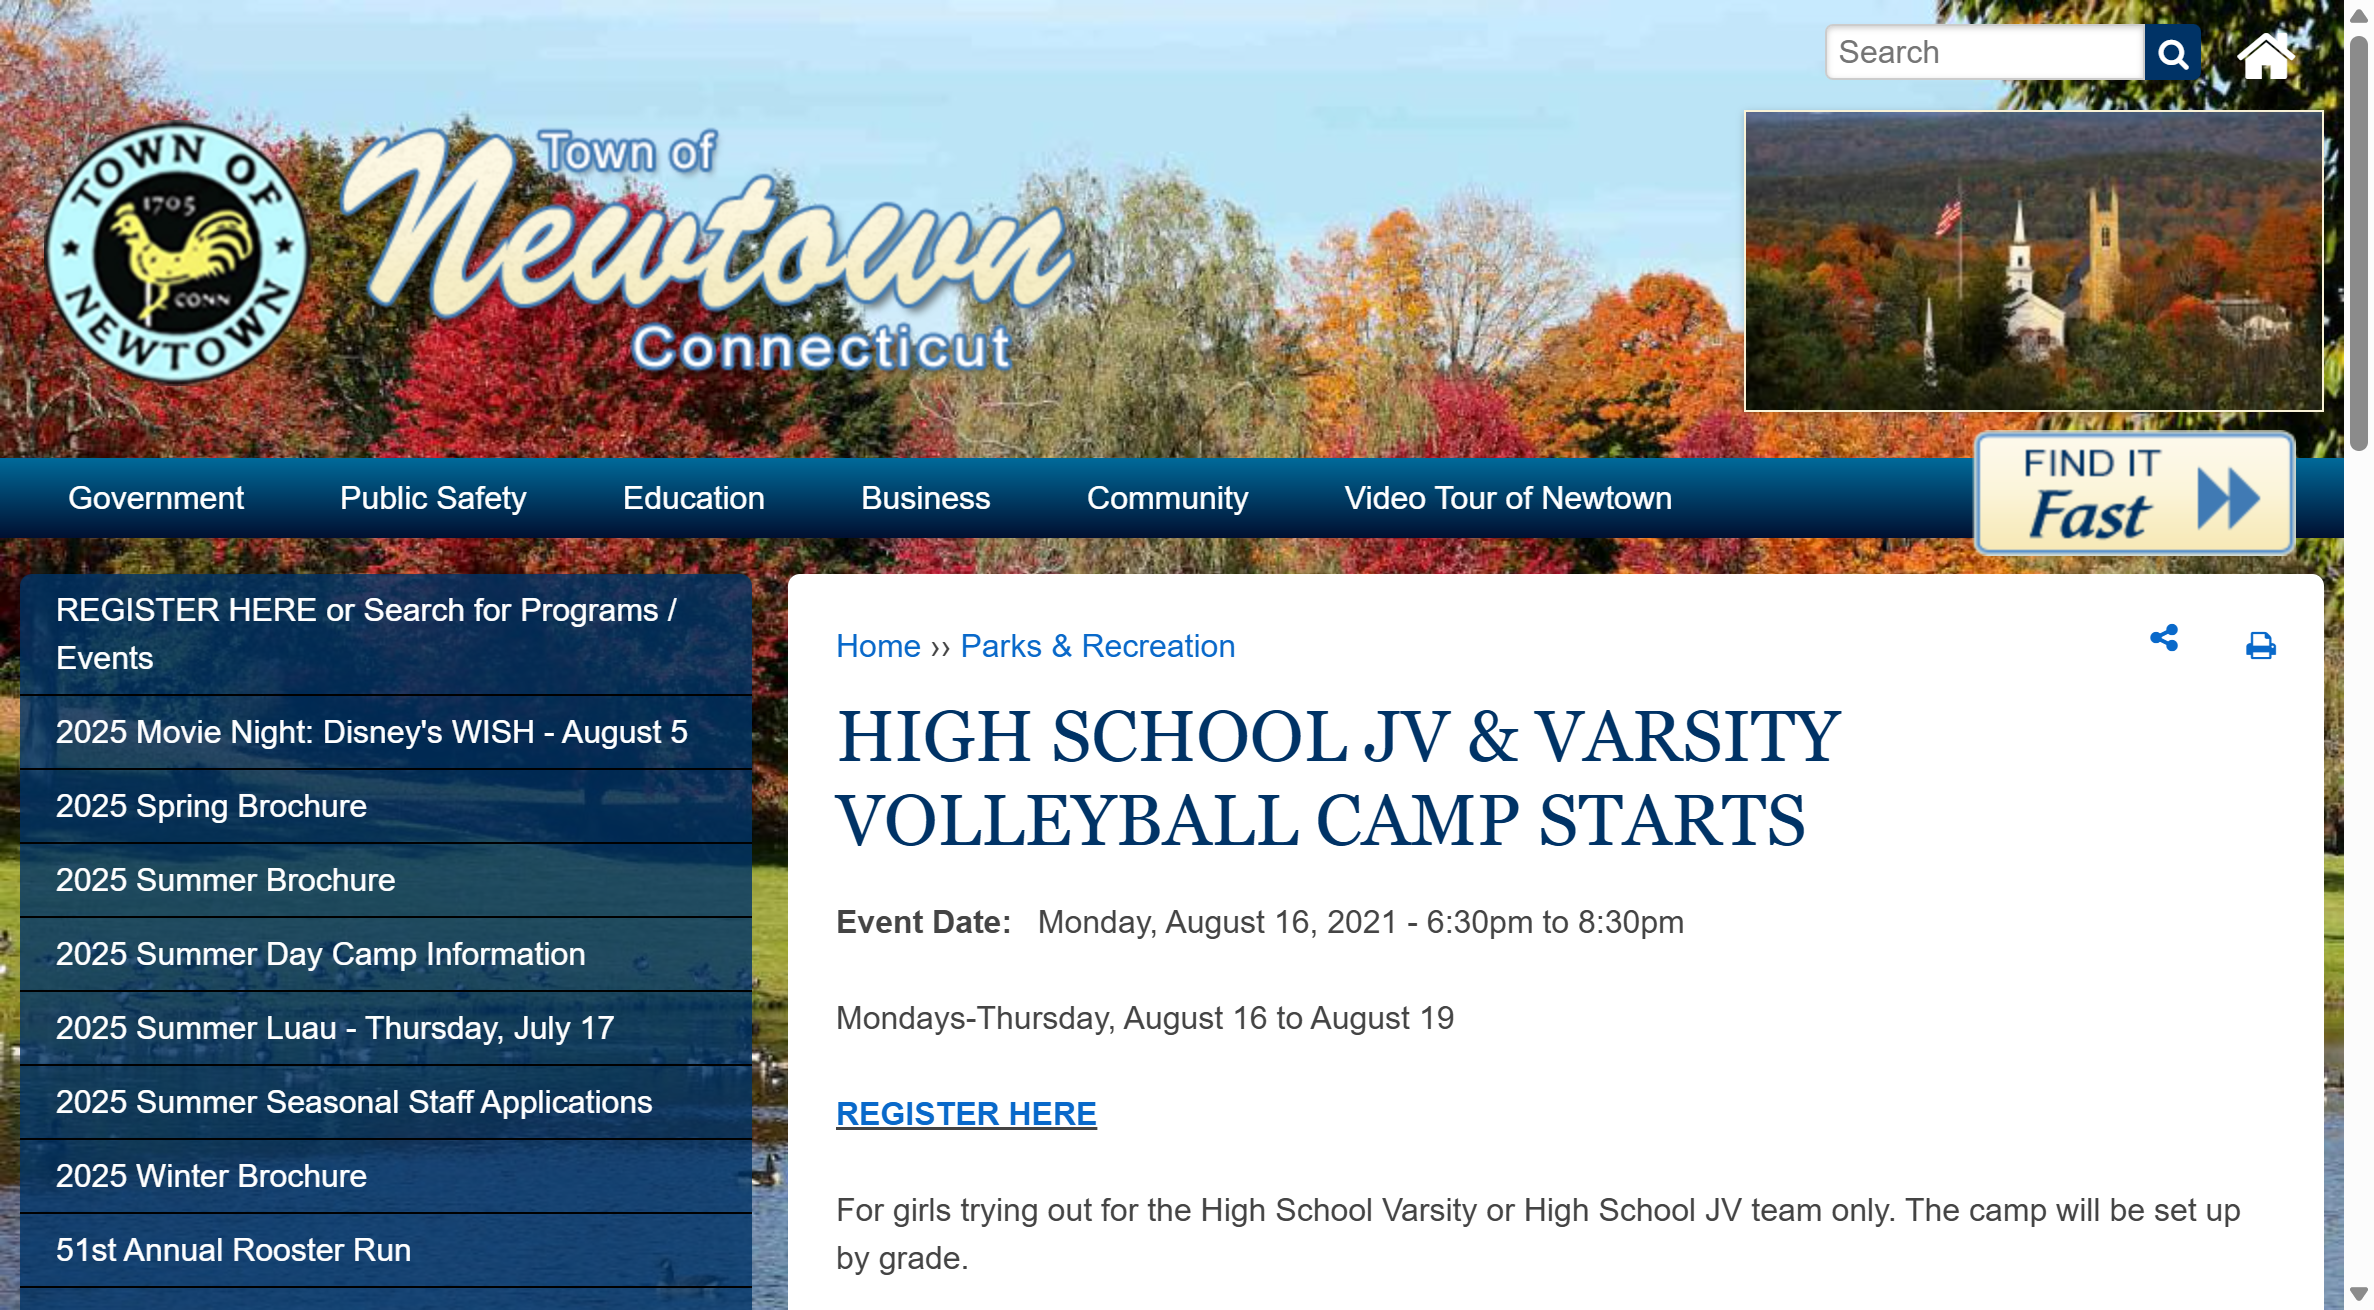 Search
TOWN OF
1705
CONN
NEWTOWN
Town of
Newtown
Connecticut
FIND IT
Fast
Government
Public Safety
Education
Business
Community
Video Tour of Newtown
REGISTER HERE or Search for Programs /
Events
2025 Movie Night: Disney's WISH - August 5
2025 Spring Brochure
2025 Summer Brochure
2025 Summer Day Camp Information
2025 Summer Luau - Thursday, July 17
2025 Summer Seasonal Staff Applications
2025 Winter Brochure
51st Annual Rooster Run
Home ›› Parks & Recreation
HIGH SCHOOL JV & VARSITY
VOLLEYBALL CAMP STARTS
Event Date: Monday, August 16, 2021 - 6:30pm to 8:30pm
Mondays-Thursday, August 16 to August 19
REGISTER HERE
For girls trying out for the High School Varsity or High School JV team only. The camp will be set up
by grade.